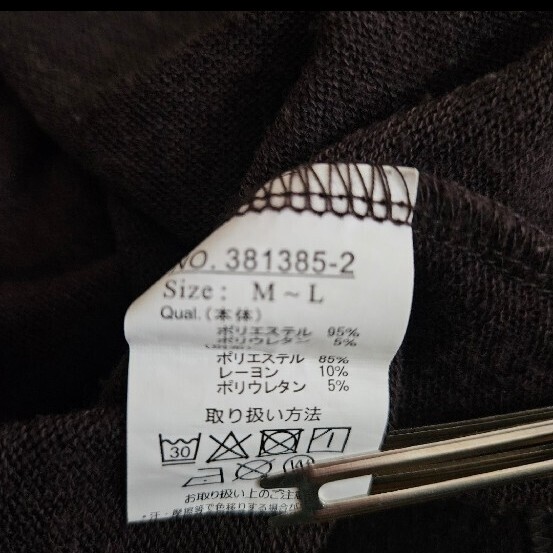 NO. 381385-2
Size: M~L
Qual.(本体)
ポリエステル 95%
ポリウレタン 5%
ポリエステル 85%
レーヨン 10%
ポリウレタン 5%
取り扱い方法
30
お取り扱い上のご注